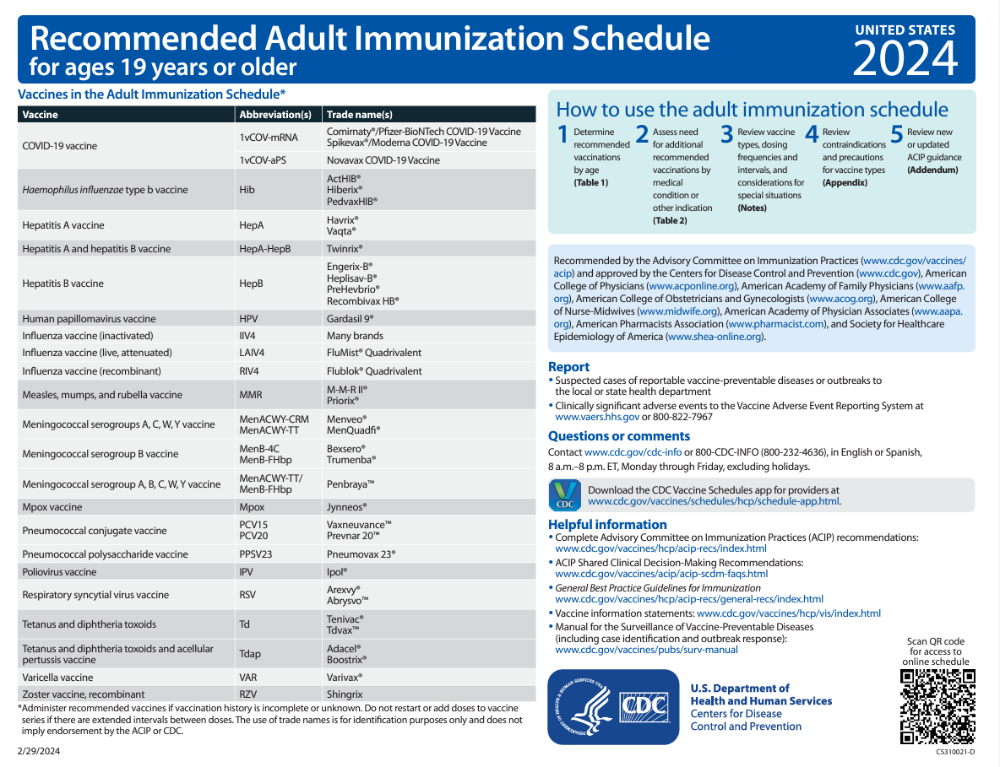 Recommended Adult Immunization Schedule
for ages 19 years or older
UNITED STATES
2024
Vaccines in the Adult Immunization Schedule*
Vaccine Abbreviation(s) Trade name(s)
COVID-19 vaccine
1vCOV-mRNA
Comirnaty®/Pfizer-BioNTech COVID-19 Vaccine
Spikevax®/Moderna COVID-19 Vaccine
1vCOV-aPS Novavax COVID-19 Vaccine
Haemophilus influenzae type b vaccine
Hib
ActHIB®
Hiberix®
PedvaxHIB®
Hepatitis A vaccine
HepA
Havrix®
Vaqta®
Hepatitis A and hepatitis B vaccine HepA-HepB Twinrix®
Hepatitis B vaccine
HepB
Engerix-B®
Heplisav-B®
PreHevbrio®
Recombivax HB®
Human papillomavirus vaccine HPV Gardasil 9®
Influenza vaccine (inactivated) IIV4 Many brands
Influenza vaccine (live, attenuated) LAIV4 FluMist® Quadrivalent
Influenza vaccine (recombinant) RIV4 Flublok® Quadrivalent
Measles, mumps, and rubella vaccine
MMR
M-M-R II®
Priorix®
Meningococcal serogroups A, C, W, Y vaccine
MenACWY-CRM
MenACWY-TT
Menveo®
MenQuadfi®
Meningococcal serogroup B vaccine
MenB-4C
MenB-FHbp
Bexsero®
Trumenba®
Meningococcal serogroup A, B, C, W, Y vaccine
MenACWY-TT/
MenB-FHbp
Penbraya™
Mpox vaccine Mpox Jynneos®
Pneumococcal conjugate vaccine
PCV15
PCV20
Vaxneuvance™
Prevnar 20™
Pneumococcal polysaccharide vaccine PPSV23 Pneumovax 23®
Poliovirus vaccine IPV Ipol®
Respiratory syncytial virus vaccine
RSV
Arexvy®
Abrysvo™
Tetanus and diphtheria toxoids
Td
Tenivac®
Tdvax™
Tetanus and diphtheria toxoids and acellular
pertussis vaccine
Tdap
Adacel®
Boostrix®
Varicella vaccine VAR Varivax®
Zoster vaccine, recombinant RZV Shingrix
*Administer recommended vaccines if vaccination history is incomplete or unknown. Do not restart or add doses to vaccine
series if there are extended intervals between doses. The use of trade names is for identification purposes only and does not
imply endorsement by the ACIP or CDC.
2/29/2024
How to use the adult immunization schedule
1
Determine
recommended
vaccinations
by age
(Table 1)
2
Assess need
for additional
recommended
vaccinations by
medical
condition or
other indication
(Table 2)
3
Review vaccine
types, dosing
frequencies and
intervals, and
considerations for
special situations
(Notes)
4
Review
contraindications
and precautions
for vaccine types
(Appendix)
5
Review new
or updated
ACIP guidance
(Addendum)
Recommended by the Advisory Committee on Immunization Practices (www.cdc.gov/vaccines/
acip) and approved by the Centers for Disease Control and Prevention (www.cdc.gov), American
College of Physicians (www.acponline.org), American Academy of Family Physicians (www.aafp.
org), American College of Obstetricians and Gynecologists (www.acog.org), American College
of Nurse-Midwives (www.midwife.org), American Academy of Physician Associates (www.aapa.
org), American Pharmacists Association (www.pharmacist.com), and Society for Healthcare
Epidemiology of America (www.shea-online.org).
Report
• Suspected cases of reportable vaccine-preventable diseases or outbreaks to
the local or state health department
• Clinically significant adverse events to the Vaccine Adverse Event Reporting System at
www.vaers.hhs.gov or 800-822-7967
Questions or comments
Contact www.cdc.gov/cdc-info or 800-CDC-INFO (800-232-4636), in English or Spanish,
8 a.m.–8 p.m. ET, Monday through Friday, excluding holidays.
CDC
Download the CDC Vaccine Schedules app for providers at
www.cdc.gov/vaccines/schedules/hcp/schedule-app.html.
Helpful information
• Complete Advisory Committee on Immunization Practices (ACIP) recommendations:
www.cdc.gov/vaccines/hcp/acip-recs/index.html
• ACIP Shared Clinical Decision-Making Recommendations:
www.cdc.gov/vaccines/acip/acip-scdm-faqs.html
• General Best Practice Guidelines for Immunization
www.cdc.gov/vaccines/hcp/acip-recs/general-recs/index.html
• Vaccine information statements: www.cdc.gov/vaccines/hcp/vis/index.html
• Manual for the Surveillance of Vaccine-Preventable Diseases
(including case identification and outbreak response):
www.cdc.gov/vaccines/pubs/surv-manual
Scan QR code
for access to
online schedule
DEPARTMENT OF HEALTH & HUMAN SERVICES·USA
CDC
U.S. Department of
Health and Human Services
Centers for Disease
Control and Prevention
CS310021-D